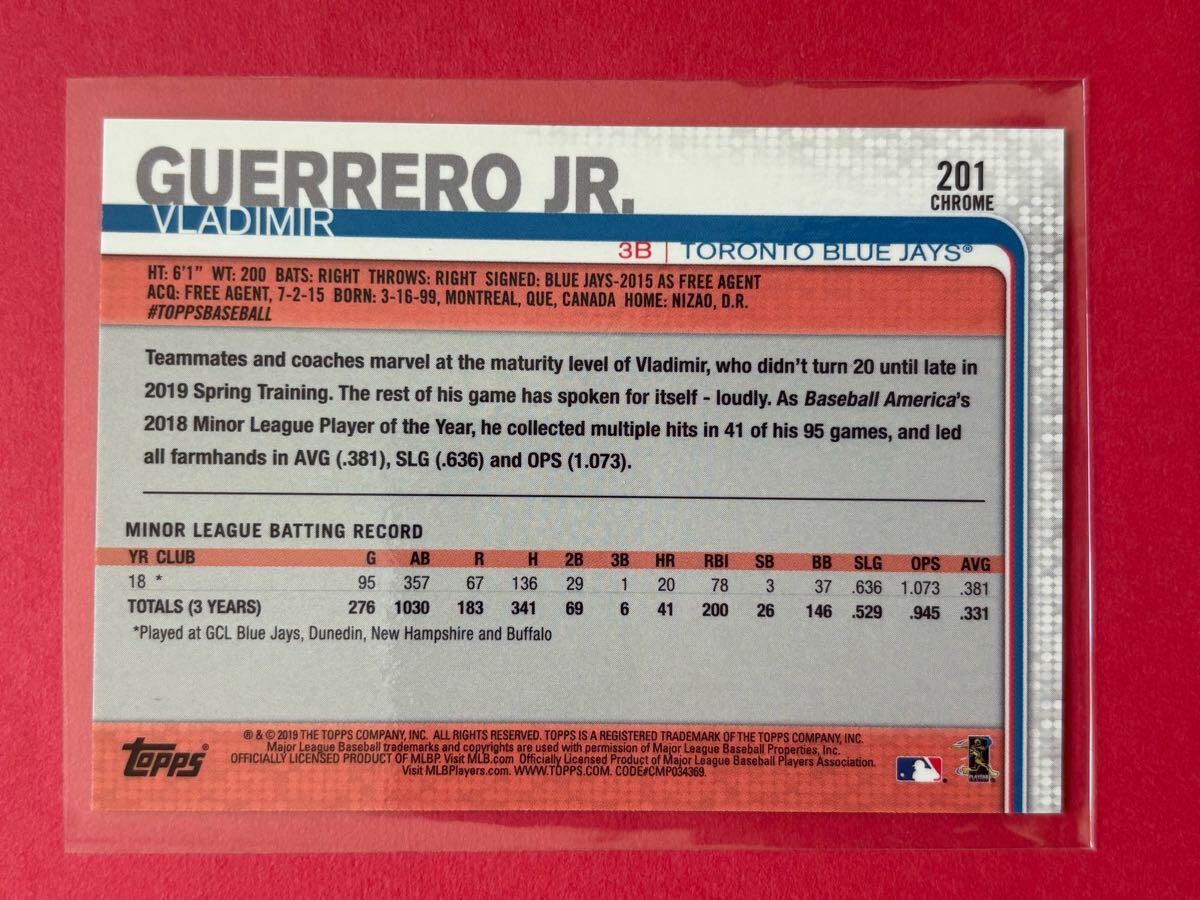 GUERRERO JR.
VLADIMIR
201
CHROME
3B | TORONTO BLUE JAYS®
HT: 6'1" WT: 200 BATS: RIGHT THROWS: RIGHT SIGNED: BLUE JAYS-2015 AS FREE AGENT
ACQ: FREE AGENT, 7-2-15 BORN: 3-16-99, MONTREAL, QUE, CANADA HOME: NIZAO, D.R.
#TOPPSBASEBALL
Teammates and coaches marvel at the maturity level of Vladimir, who didn't turn 20 until late in
2019 Spring Training. The rest of his game has spoken for itself - loudly. As Baseball America's
2018 Minor League Player of the Year, he collected multiple hits in 41 of his 95 games, and led
all farmhands in AVG (.381), SLG (.636) and OPS (1.073).
MINOR LEAGUE BATTING RECORD
YR CLUB G AB R H 2B 3B HR RBI SB BB SLG OPS AVG
18 * 95 357 67 136 29 1 20 78 3 37 .636 1.073 .381
TOTALS (3 YEARS) 276 1030 183 341 69 6 41 200 26 146 .529 .945 .331
*Played at GCL Blue Jays, Dunedin, New Hampshire and Buffalo
Topps®
® & © 2019 THE TOPPS COMPANY, INC. ALL RIGHTS RESERVED. TOPPS IS A REGISTERED TRADEMARK OF THE TOPPS COMPANY, INC.
Major League Baseball trademarks and copyrights are used with permission of Major League Baseball Properties, Inc.
OFFICIALLY LICENSED PRODUCT OF MLBP. Visit MLB.com Officially Licensed Product of Major League Baseball Players Association.
Visit MLBPlayers.com. WWW.TOPPS.COM. CODE#CMP034369.